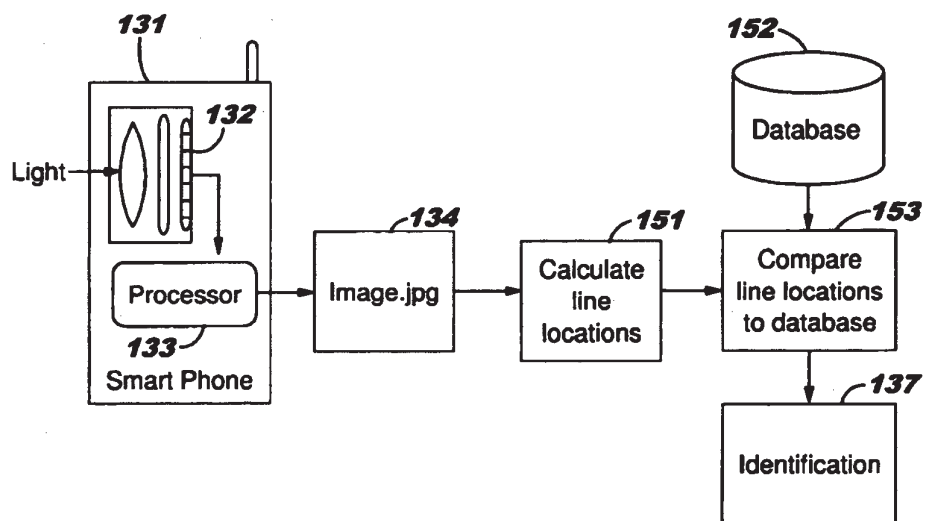 131
132
Light
Processor
133
Smart Phone
134
Image.jpg
151
Calculate
line
locations
152
Database
153
Compare
line locations
to database
137
Identification